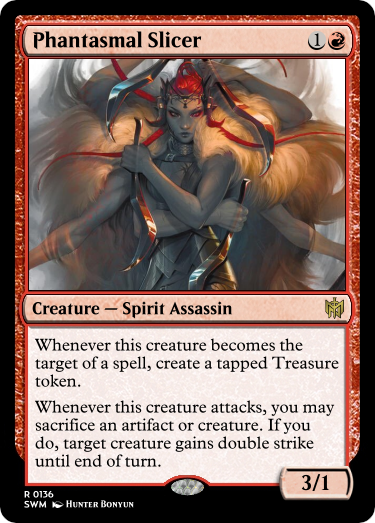 Phantasmal Slicer 1
Creature — Spirit Assassin
Whenever this creature becomes the
target of a spell, create a tapped Treasure
token.
Whenever this creature attacks, you may
sacrifice an artifact or creature. If you
do, target creature gains double strike
until end of turn.
3/1
R 0136
SWM HUNTER BONYUN